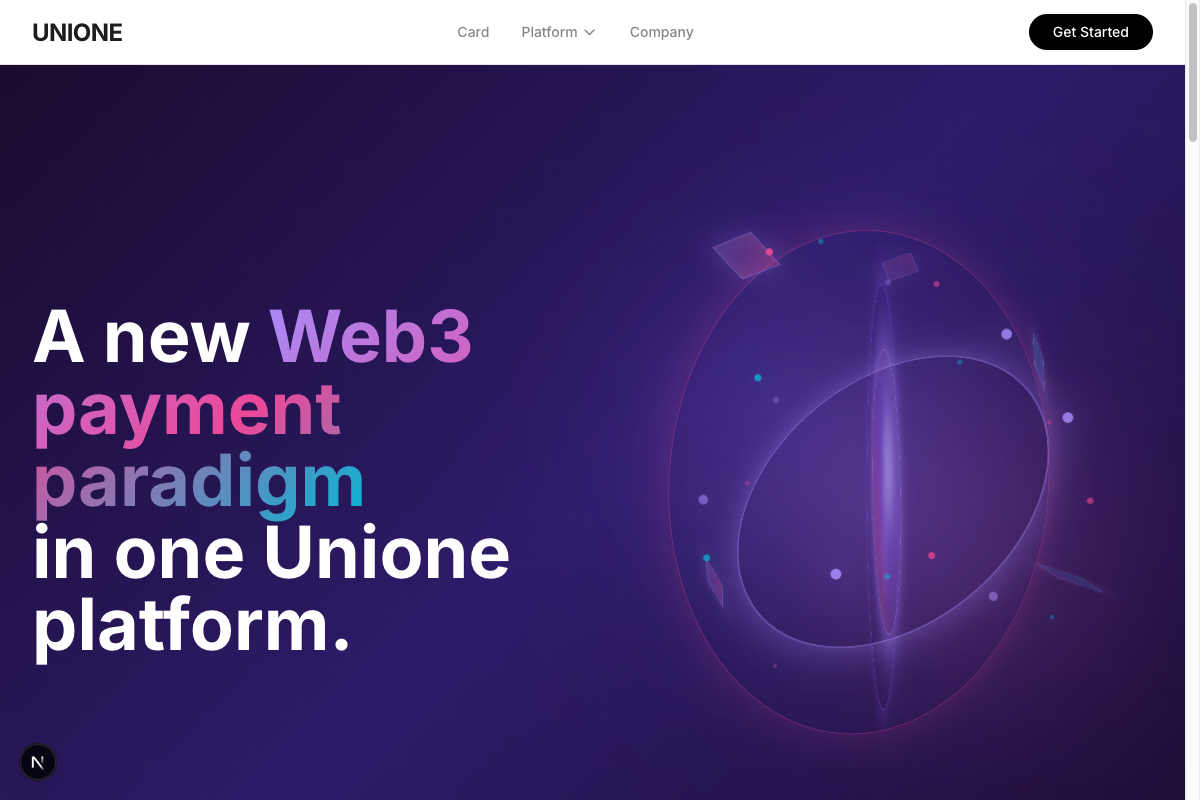 UNIONE
Card
Platform
Company
Get Started
A new Web3
payment
paradigm
in one Unione
platform.
N